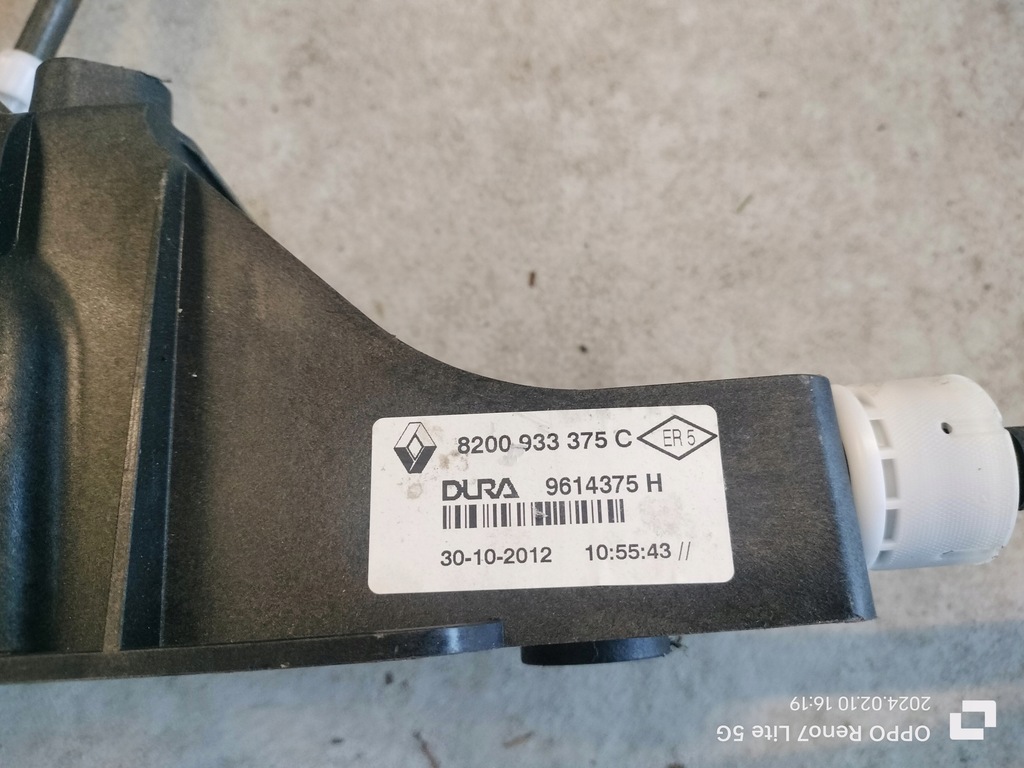 8200 933 375 C ER 5
DURA 9614375 H
30-10-2012 10:55:43 //
OPPO Reno7 Lite 5G
2024.02.10 16:19